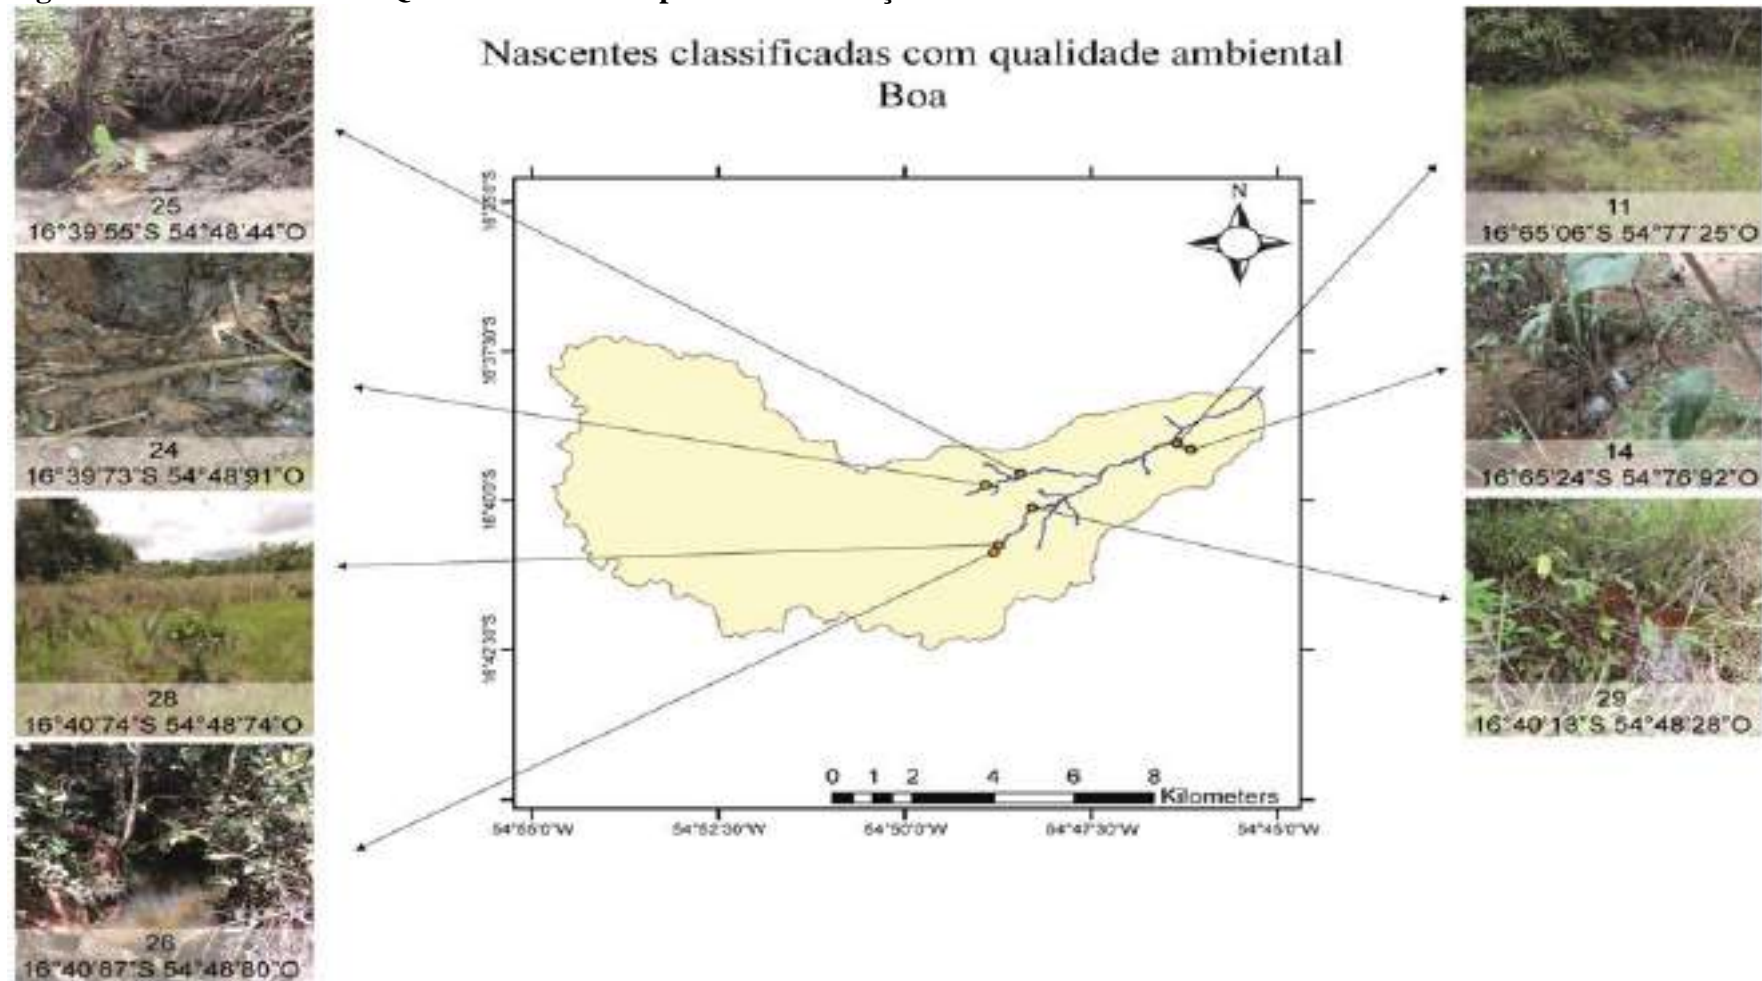 Nascentes classificadas com qualidade ambiental
Boa
25
16°39'55"S 54°48'44"O
24
16°39'73"S 54°48'91"O
28
16°40'74"S 54°48'74"O
26
16°40'87"S 54°48'80"O
11
16°65'06"S 54°77'25"O
14
16°65'24"S 54°76'92"O
29
16°40'13"S 54°48'28"O
N
16°37'30"S
16°40'0"S
16°42'30"S
0 1 2 4 6 8
Kilometers
54°55'0"W 54°52'30"W 54°50'0"W 54°47'30"W 54°45'0"W